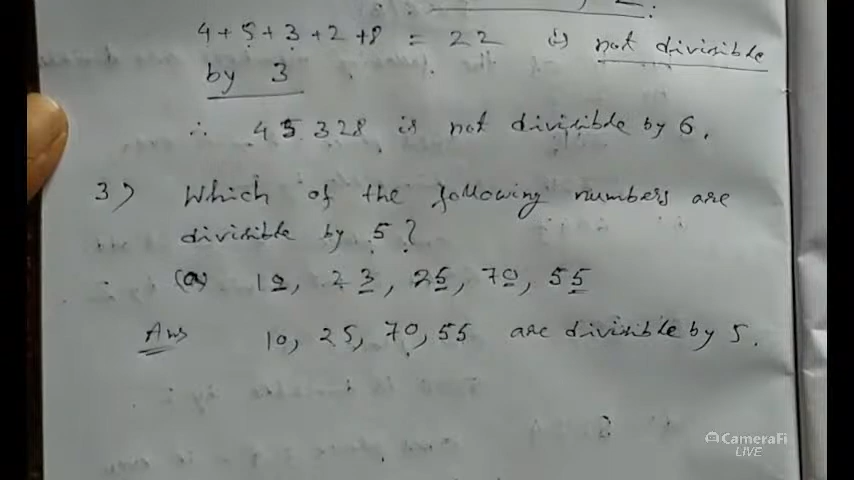 4 + 5 + 3 + 2 + 8 = 22 is not divisible
by 3
∴ 45328 is not divisible by 6.
3) Which of the following numbers are
divisible by 5?
(a) 10, 23, 25, 70, 55
Ans 10, 25, 70, 55 are divisible by 5.
CameraFi
LIVE